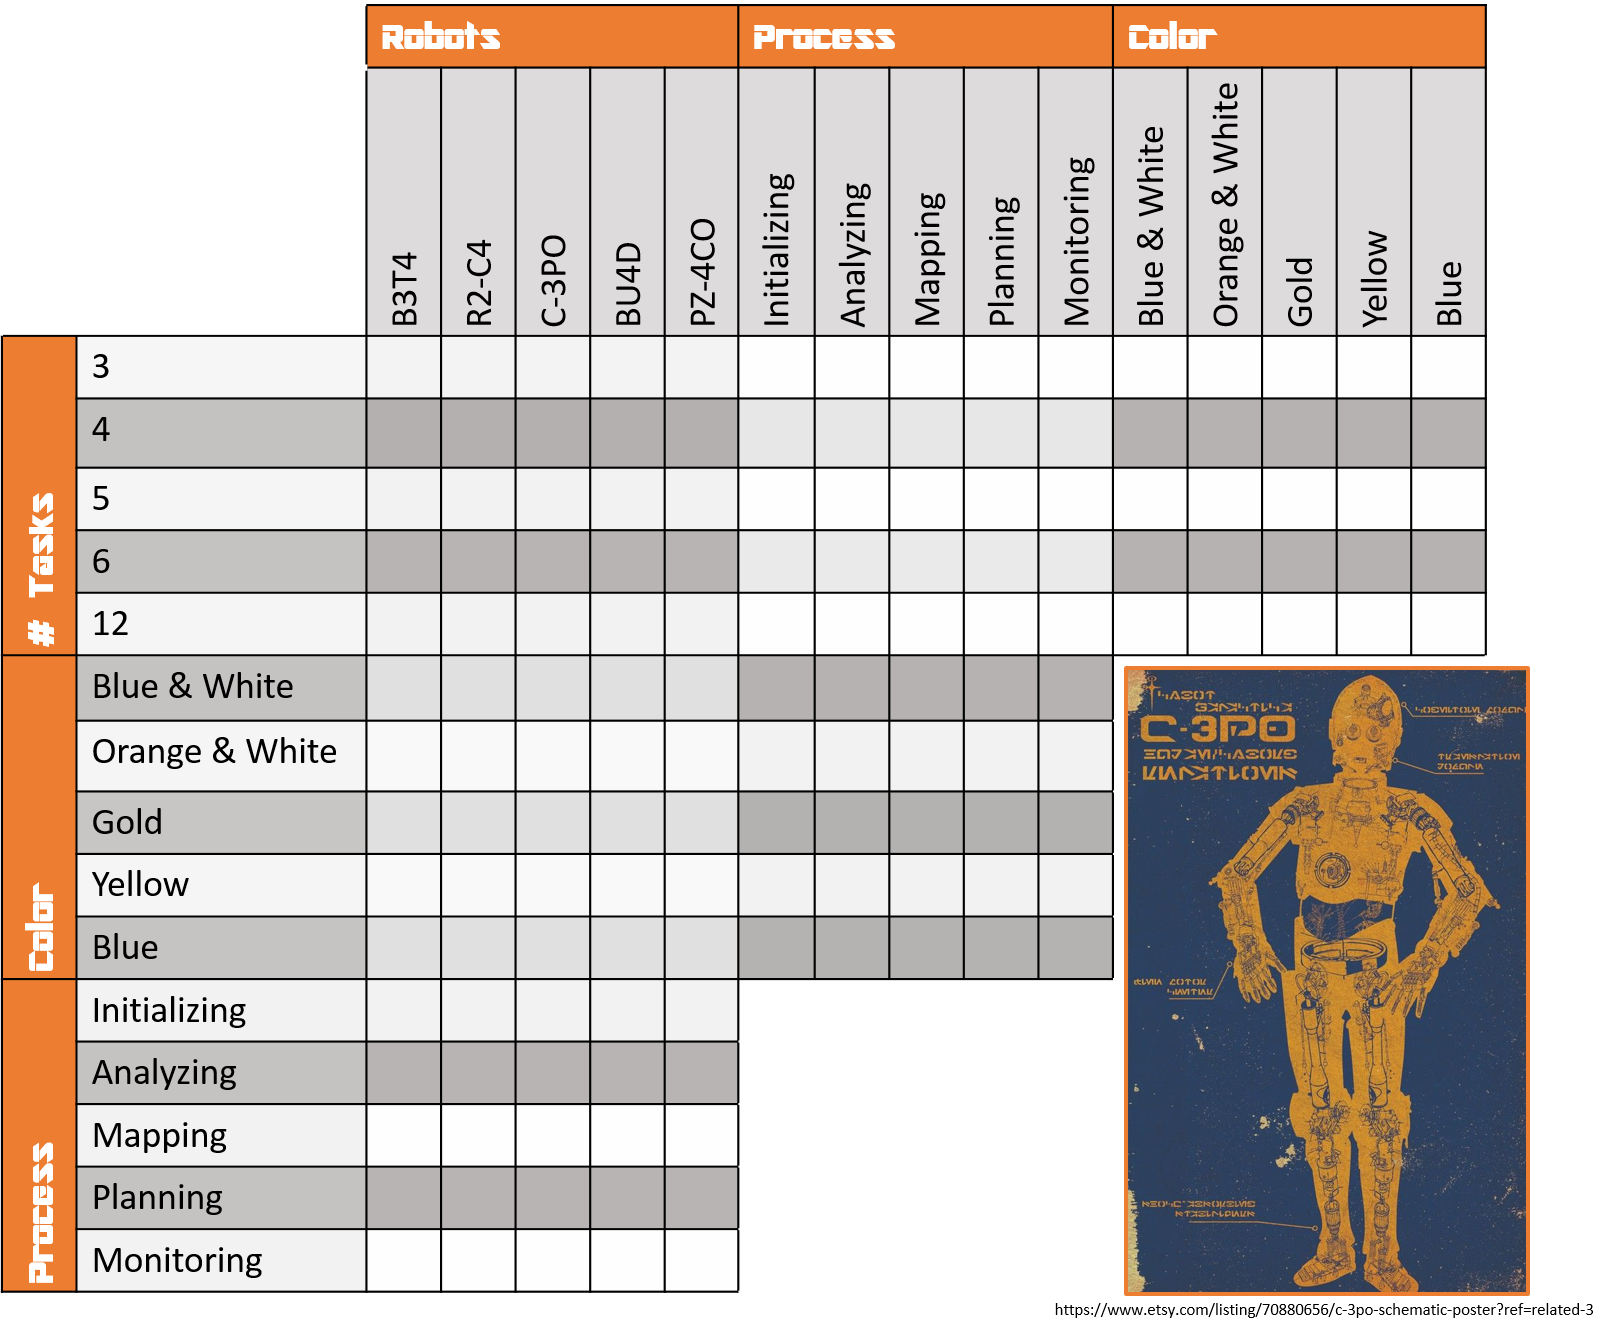 Robots Process Color
B3T4 R2-C4 C-3PO BU4D PZ-4CO Initializing Analyzing Mapping Planning Monitoring Blue & White Orange & White Gold Yellow Blue
# Tasks
3
4
5
6
12
Color
Blue & White
Orange & White
Gold
Yellow
Blue
Process
Initializing
Analyzing
Mapping
Planning
Monitoring
C-3PO
https://www.etsy.com/listing/70880656/c-3po-schematic-poster?ref=related-3